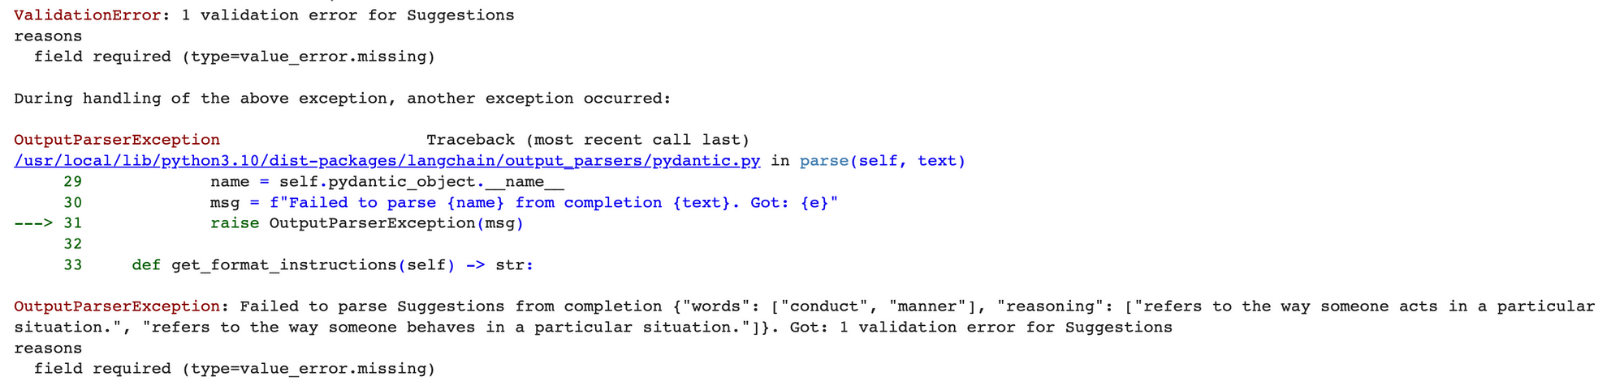 ValidationError: 1 validation error for Suggestions
reasons
  field required (type=value_error.missing)
During handling of the above exception, another exception occurred:
OutputParserException                     Traceback (most recent call last)
/usr/local/lib/python3.10/dist-packages/langchain/output_parsers/pydantic.py in parse(self, text)
     29             name = self.pydantic_object.__name__
     30             msg = f"Failed to parse {name} from completion {text}. Got: {e}"
---> 31             raise OutputParserException(msg)
     32
     33     def get_format_instructions(self) -> str:
OutputParserException: Failed to parse Suggestions from completion {"words": ["conduct", "manner"], "reasoning": ["refers to the way someone acts in a particular
situation.", "refers to the way someone behaves in a particular situation."]}. Got: 1 validation error for Suggestions
reasons
  field required (type=value_error.missing)